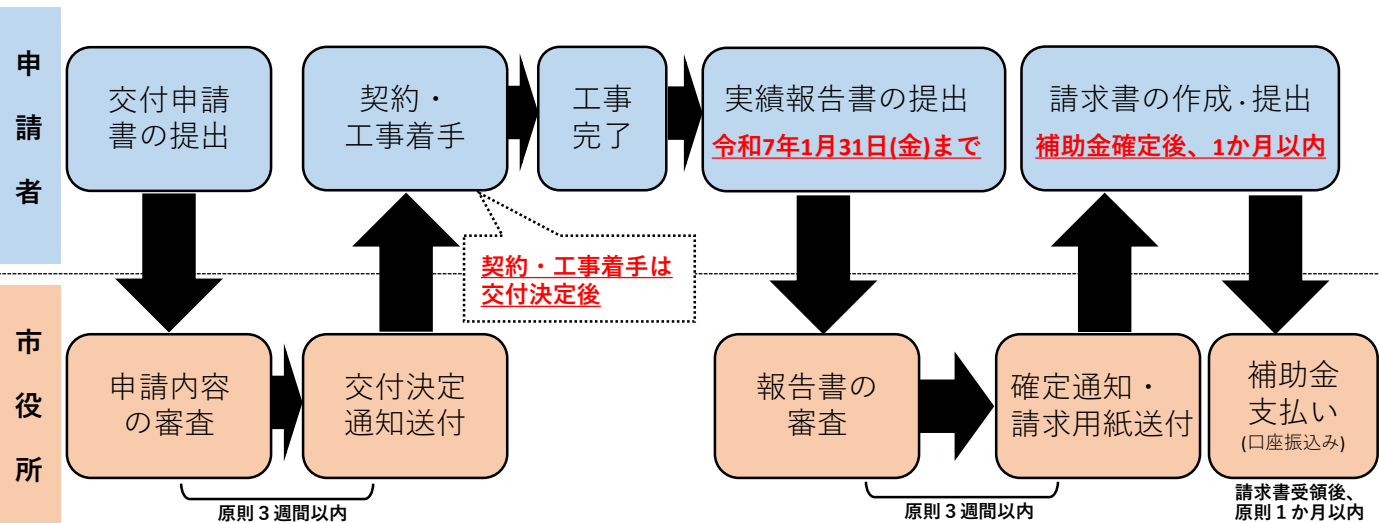 申
請
者
交付申請
書の提出
契約・
工事着手
工事
完了
実績報告書の提出
令和7年1月31日(金)まで
請求書の作成・提出
補助金確定後、1か月以内
契約・工事着手は
交付決定後
市
役
所
申請内容
の審査
交付決定
通知送付
報告書の
審査
確定通知・
請求用紙送付
補助金
支払い
(口座振込み)
原則３週間以内
原則３週間以内
請求書受領後、
原則１か月以内